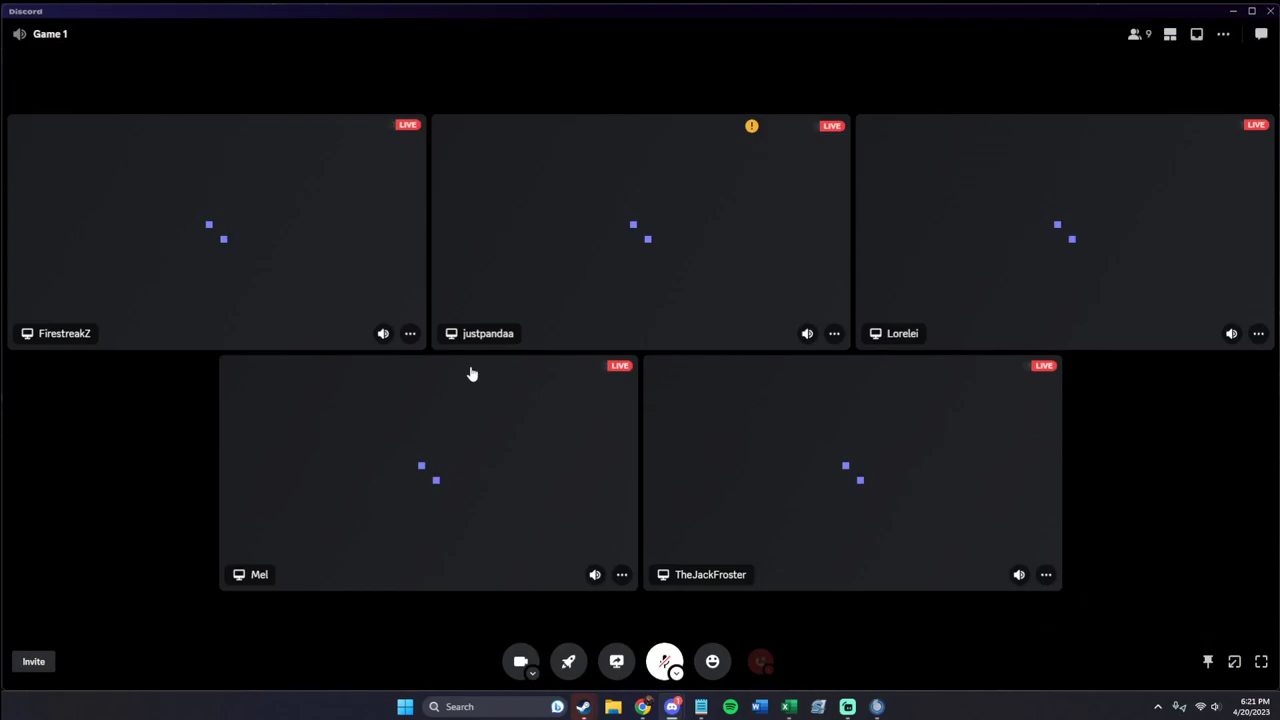 Discord
Game 1
9
LIVE
LIVE
LIVE
FirestreakZ
justpandaa
Lorelei
LIVE
LIVE
Mel
TheJackFroster
Invite
Search
1
6:21 PM
4/20/2023